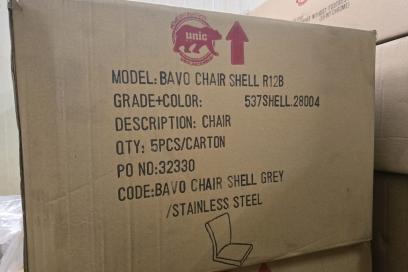 unic
MODEL: BAVO CHAIR SHELL R12B
GRADE+COLOR: 537SHELL.28004
DESCRIPTION: CHAIR
QTY: 5PCS/CARTON
PO NO:32330
CODE:BAVO CHAIR SHELL GREY
/STAINLESS STEEL